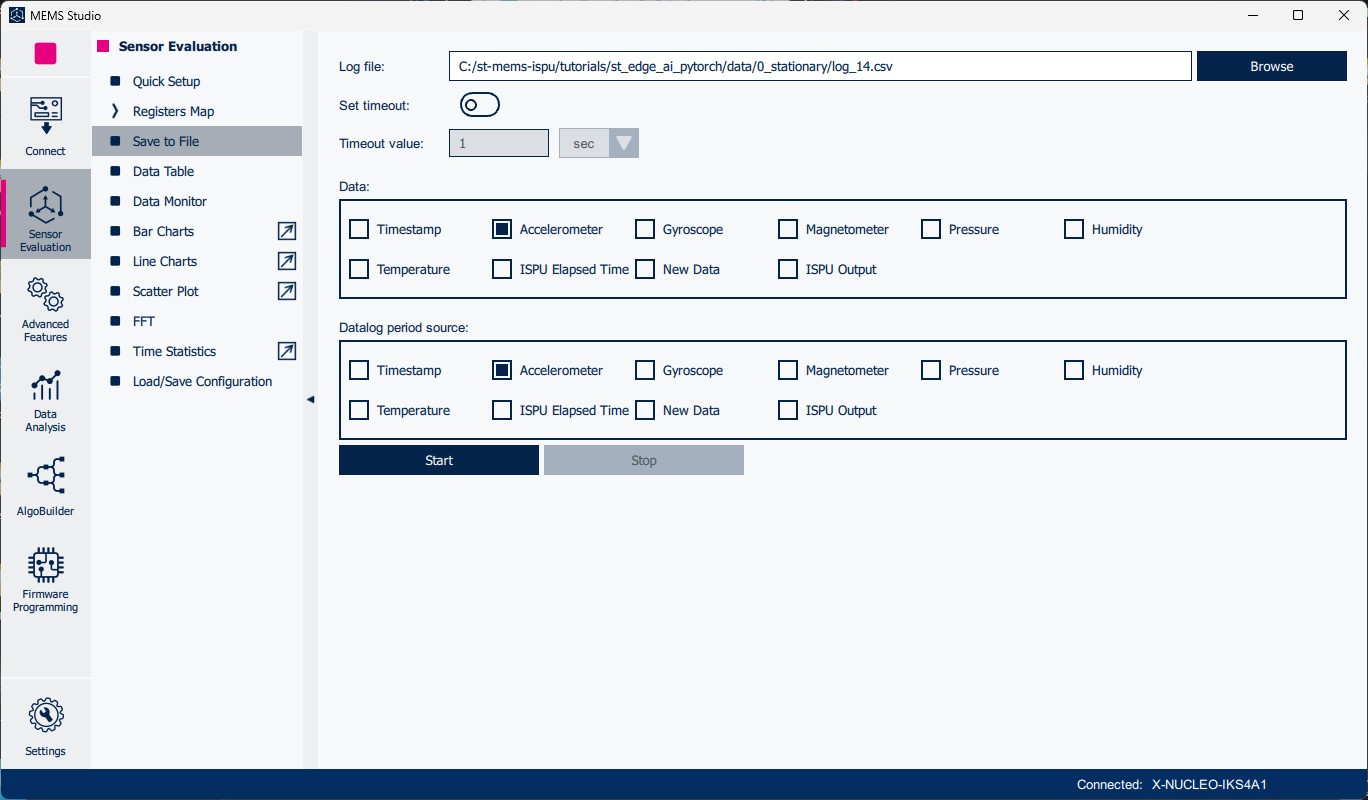 MEMS Studio
Connect
Sensor
Evaluation
Advanced
Features
Data
Analysis
AlgoBuilder
Firmware
Programming
Settings
Sensor Evaluation
Quick Setup
Registers Map
Save to File
Data Table
Data Monitor
Bar Charts
Line Charts
Scatter Plot
FFT
Time Statistics
Load/Save Configuration
Log file: C:/st-mems-ispu/tutorials/st_edge_ai_pytorch/data/0_stationary/log_14.csv Browse
Set timeout:
Timeout value: 1 sec
Data:
Timestamp Accelerometer Gyroscope Magnetometer Pressure Humidity
Temperature ISPU Elapsed Time New Data ISPU Output
Datalog period source:
Timestamp Accelerometer Gyroscope Magnetometer Pressure Humidity
Temperature ISPU Elapsed Time New Data ISPU Output
Start Stop
Connected: X-NUCLEO-IKS4A1